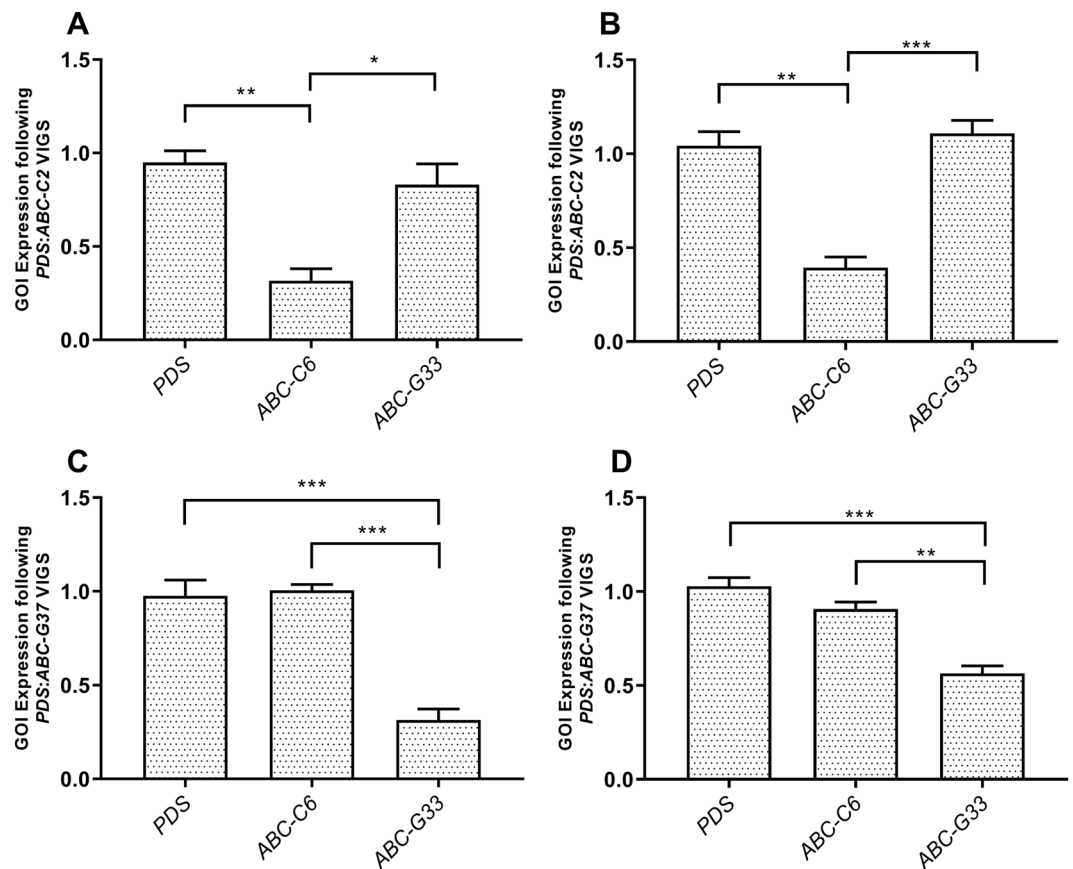 A
GOI Expression following
PDS:ABC-C2 VIGS
1.5
1.0
0.5
0.0
**
*
PDS
ABC-C6
ABC-G33
B
GOI Expression following
PDS:ABC-C2 VIGS
1.5
1.0
0.5
0.0
**
***
PDS
ABC-C6
ABC-G33
C
GOI Expression following
PDS:ABC-G37 VIGS
1.5
1.0
0.5
0.0
***
***
PDS
ABC-C6
ABC-G33
D
GOI Expression following
PDS:ABC-G37 VIGS
1.5
1.0
0.5
0.0
***
**
PDS
ABC-C6
ABC-G33